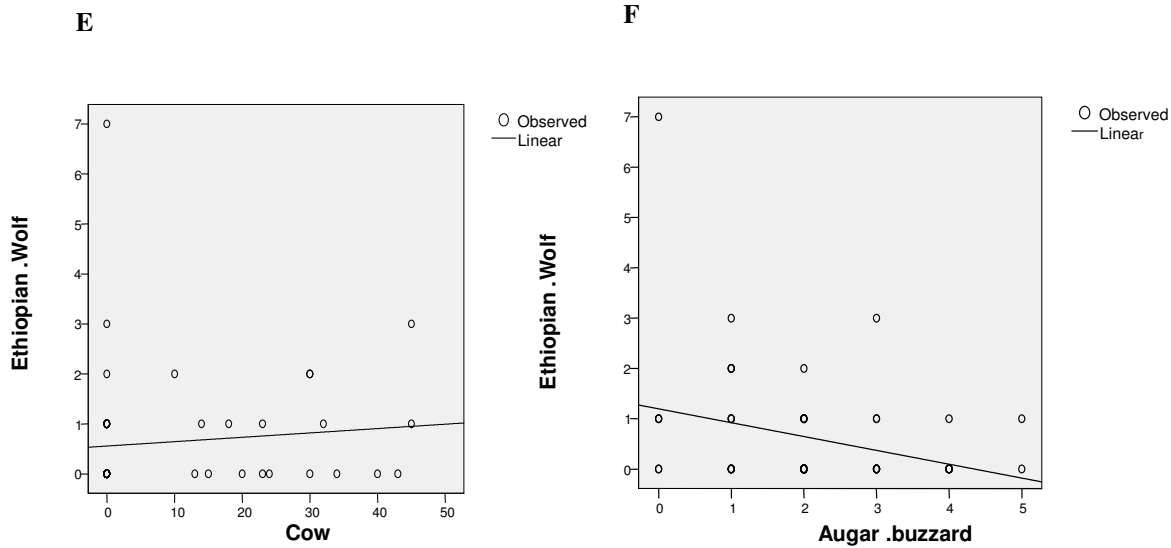 E
Ethiopian .Wolf
7
6
5
4
3
2
1
0
0 10 20 30 40 50
Cow
Observed
Linear
F
Ethiopian .Wolf
7
6
5
4
3
2
1
0
0 1 2 3 4 5
Augar .buzzard
Observed
Linear